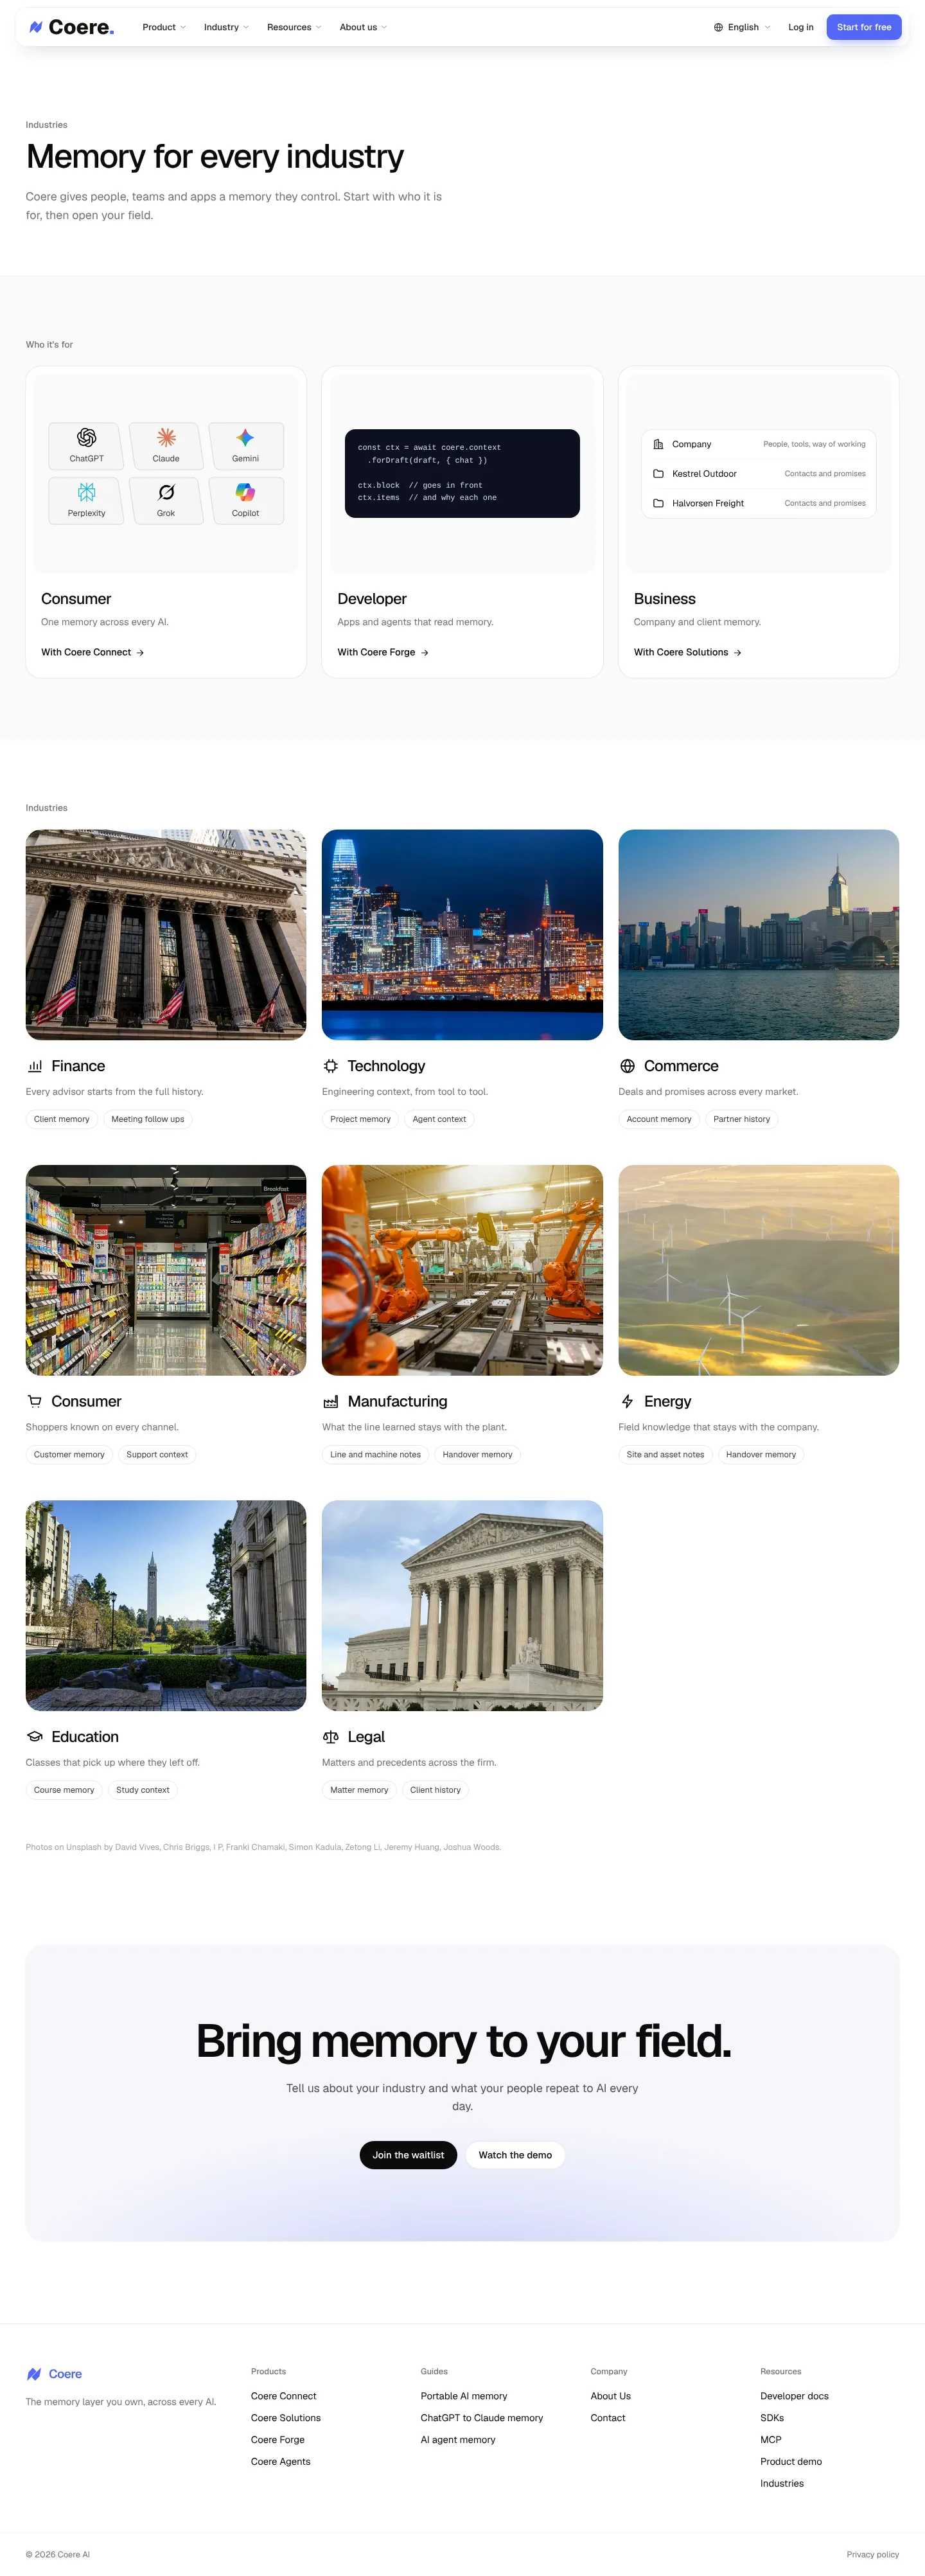 Coere.
Product
Industry
Resources
About us
English
Log in
Start for free
Industries
Memory for every industry
Coere gives people, teams and apps a memory they control. Start with who it is
for, then open your field.
Who it's for
ChatGPT
Claude
Gemini
Perplexity
Grok
Copilot
Consumer
One memory across every AI.
With Coere Connect →
const ctx = await coere.context
.forDraft(draft, { chat })
ctx.block // goes in front
ctx.items // and why each one
Developer
Apps and agents that read memory.
With Coere Forge →
Company People, tools, way of working
Kestrel Outdoor Contacts and promises
Halvorsen Freight Contacts and promises
Business
Company and client memory.
With Coere Solutions →
Industries
Finance
Every advisor starts from the full history.
Client memory
Meeting follow ups
Technology
Engineering context, from tool to tool.
Project memory
Agent context
Commerce
Deals and promises across every market.
Account memory
Partner history
Tea
Breakfast
Consumer
Shoppers known on every channel.
Customer memory
Support context
Manufacturing
What the line learned stays with the plant.
Line and machine notes
Handover memory
Energy
Field knowledge that stays with the company.
Site and asset notes
Handover memory
Education
Classes that pick up where they left off.
Course memory
Study context
Legal
Matters and precedents across the firm.
Matter memory
Client history
Photos on Unsplash by David Vives, Chris Briggs, I P, Franki Chamaki, Simon Kadula, Zetong Li, Jeremy Huang, Joshua Woods.
Bring memory to your field.
Tell us about your industry and what your people repeat to AI every
day.
Join the waitlist
Watch the demo
Coere
The memory layer you own, across every AI.
Products
Coere Connect
Coere Solutions
Coere Forge
Coere Agents
Guides
Portable AI memory
ChatGPT to Claude memory
AI agent memory
Company
About Us
Contact
Resources
Developer docs
SDKs
MCP
Product demo
Industries
© 2026 Coere AI
Privacy policy